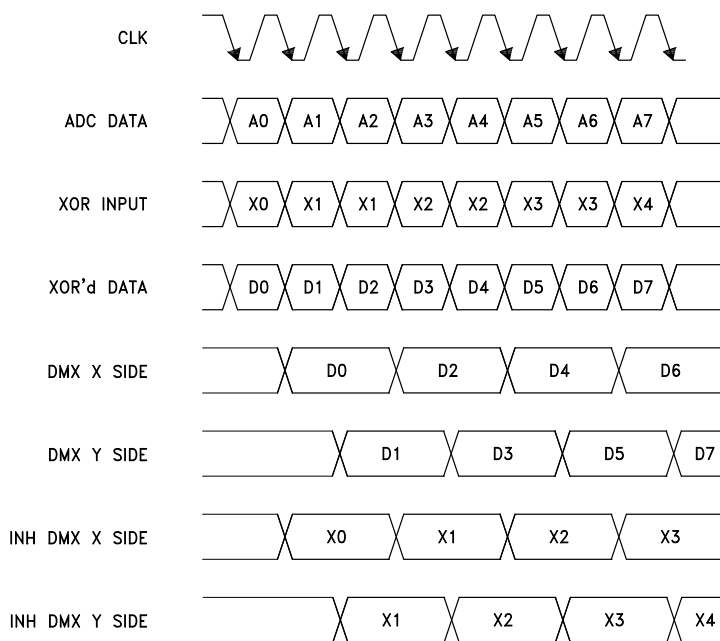 CLK
ADC DATA A0 A1 A2 A3 A4 A5 A6 A7
XOR INPUT X0 X1 X1 X2 X2 X3 X3 X4
XOR'd DATA D0 D1 D2 D3 D4 D5 D6 D7
DMX X SIDE D0 D2 D4 D6
DMX Y SIDE D1 D3 D5 D7
INH DMX X SIDE X0 X1 X2 X3
INH DMX Y SIDE X1 X2 X3 X4